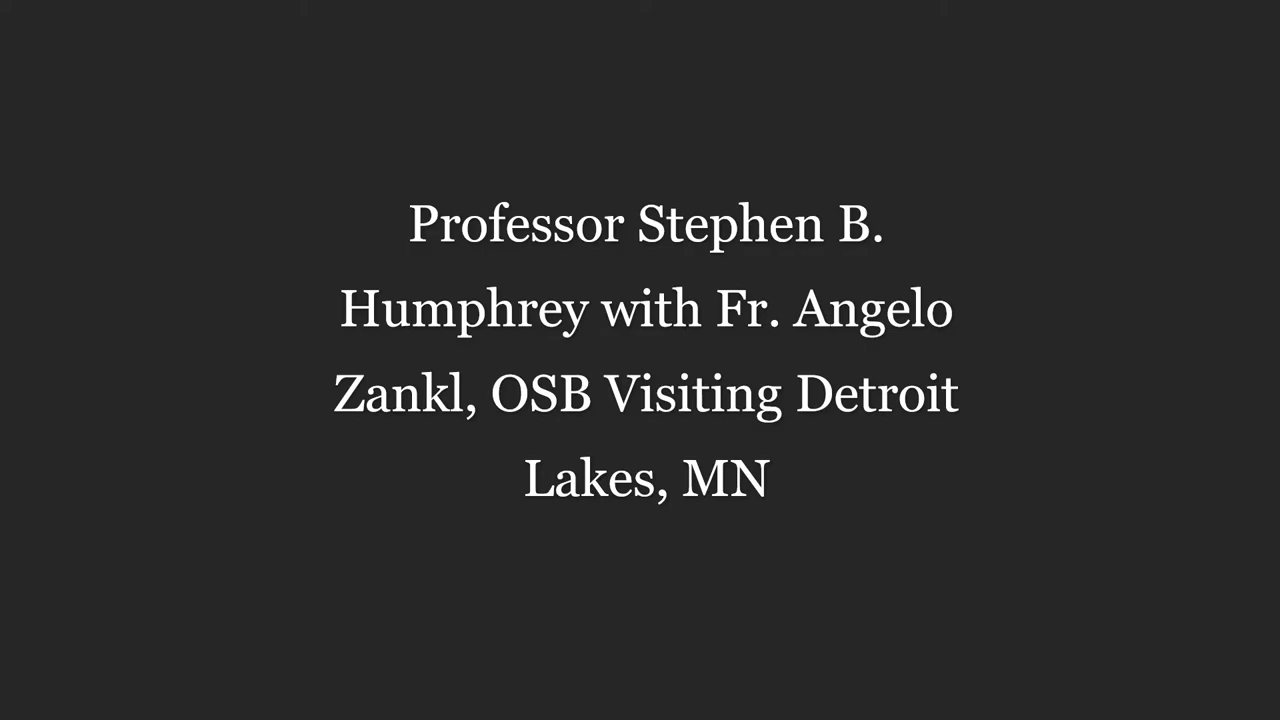 Professor Stephen B.
Humphrey with Fr. Angelo
Zankl, OSB Visiting Detroit
Lakes, MN